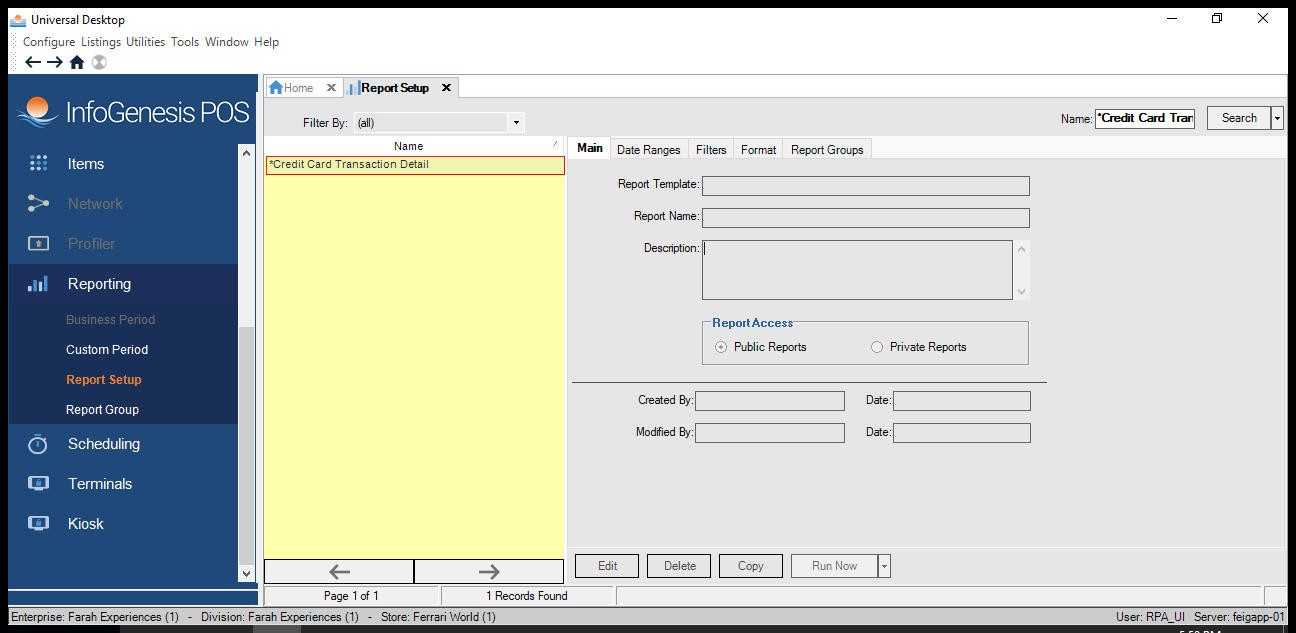 Universal Desktop
Configure Listings Utilities Tools Window Help
InfoGenesis POS
Items
Network
Profiler
Reporting
Business Period
Custom Period
Report Setup
Report Group
Scheduling
Terminals
Kiosk
Home
Report Setup
Filter By: (all)
Name: *Credit Card Tran
Search
Name
*Credit Card Transaction Detail
Main Date Ranges Filters Format Report Groups
Report Template:
Report Name:
Description:
Report Access
Public Reports Private Reports
Created By: Date:
Modified By: Date:
Edit Delete Copy Run Now
Page 1 of 1 1 Records Found
Enterprise: Farah Experiences (1) - Division: Farah Experiences (1) - Store: Ferrari World (1) User: RPA_UI Server: feigapp-01